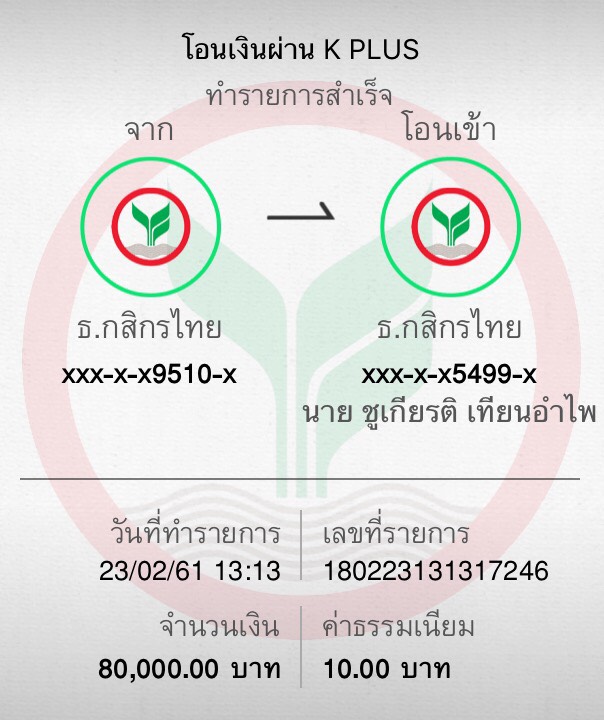 โอนเงินผ่าน K PLUS
ทำรายการสำเร็จ
จาก
โอนเข้า
ธ.กสิกรไทย
ธ.กสิกรไทย
xxx-x-x9510-x
xxx-x-x5499-x
นาย ชูเกียรติ เทียนอำไพ
วันที่ทำรายการ
เลขที่รายการ
23/02/61 13:13
180223131317246
จำนวนเงิน
ค่าธรรมเนียม
80,000.00 บาท
10.00 บาท